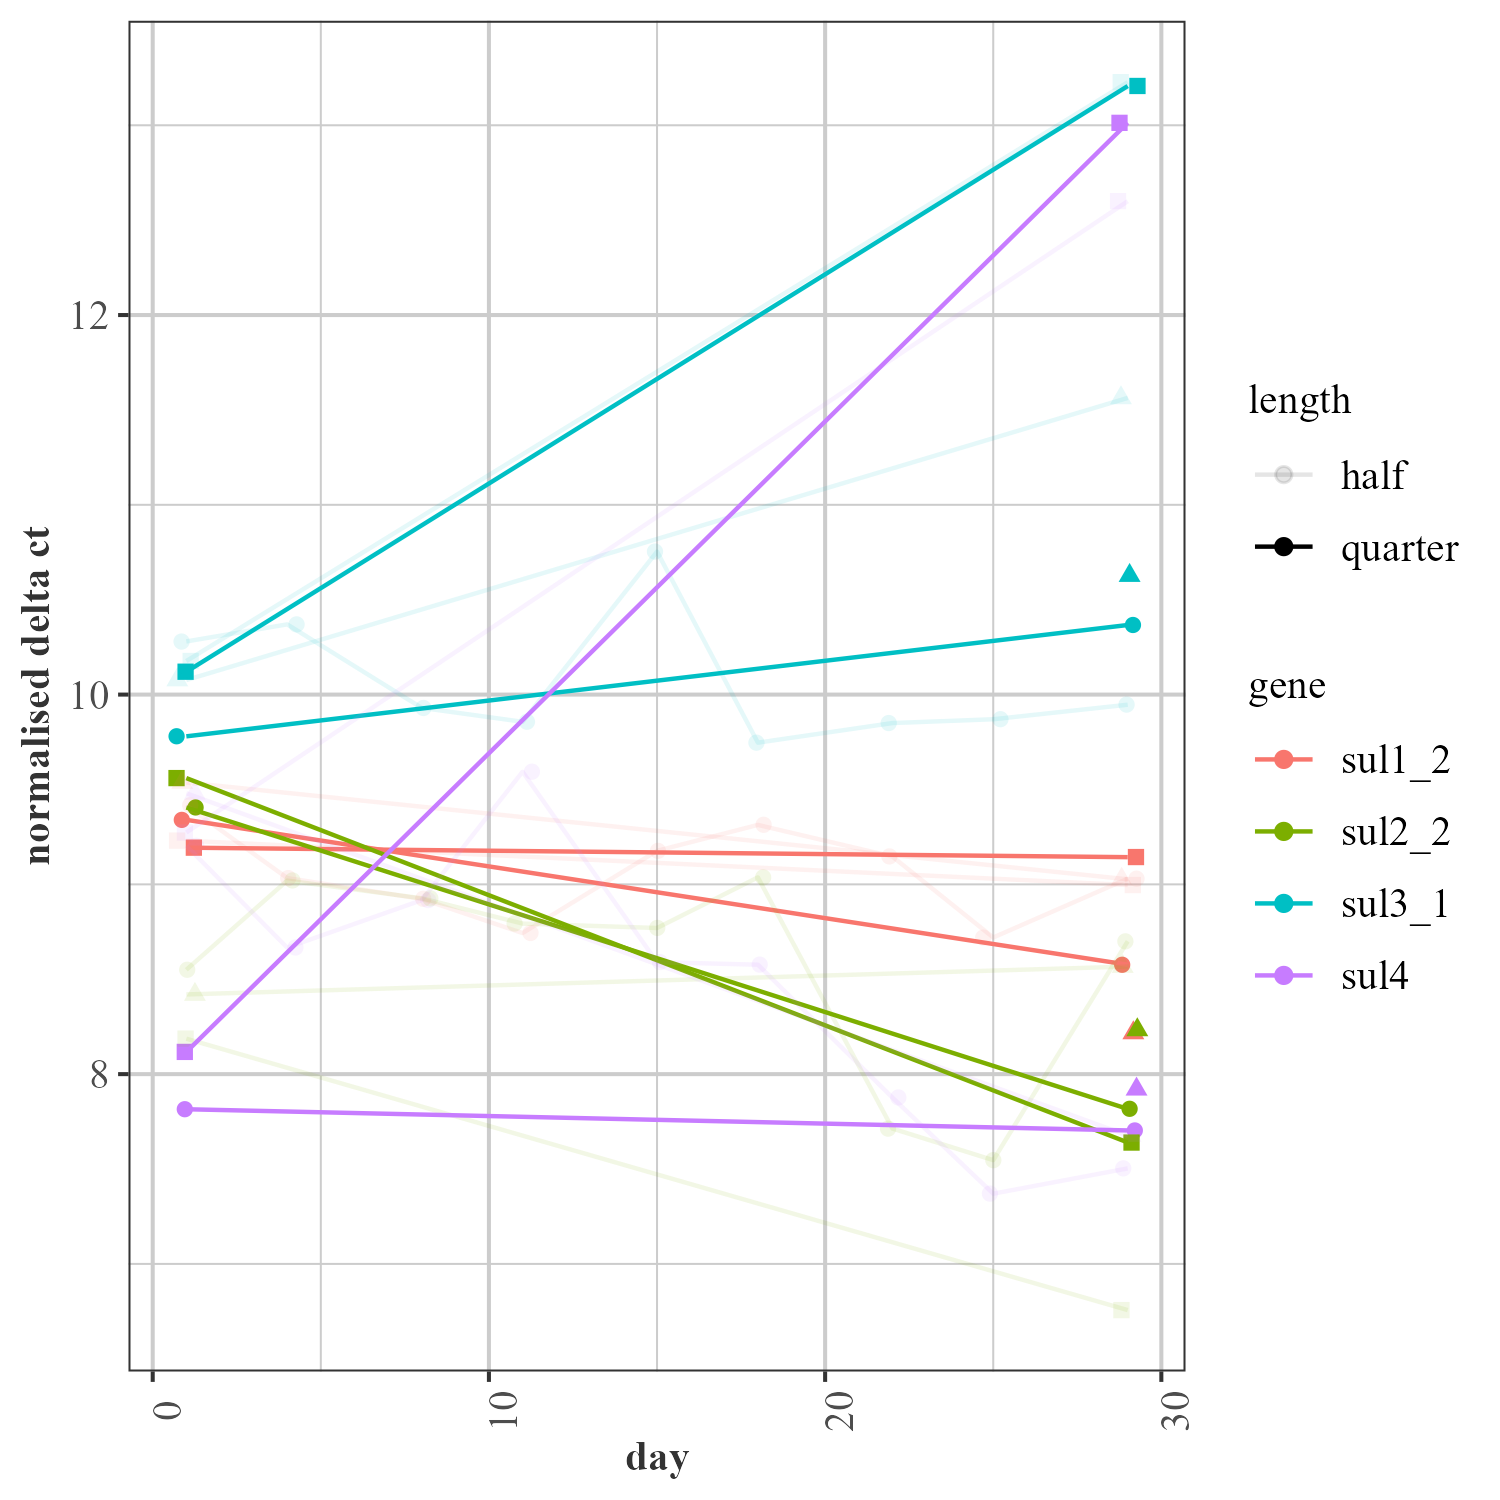 normalised delta ct
12
10
8
0
10
20
30
day
length
half
quarter
gene
sul1_2
sul2_2
sul3_1
sul4